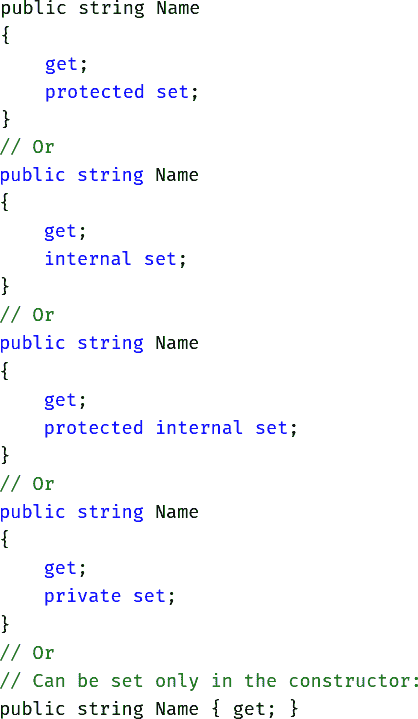 public string Name
{
    get;
    protected set;
}
// Or
public string Name
{
    get;
    internal set;
}
// Or
public string Name
{
    get;
    protected internal set;
}
// Or
public string Name
{
    get;
    private set;
}
// Or
// Can be set only in the constructor:
public string Name { get; }